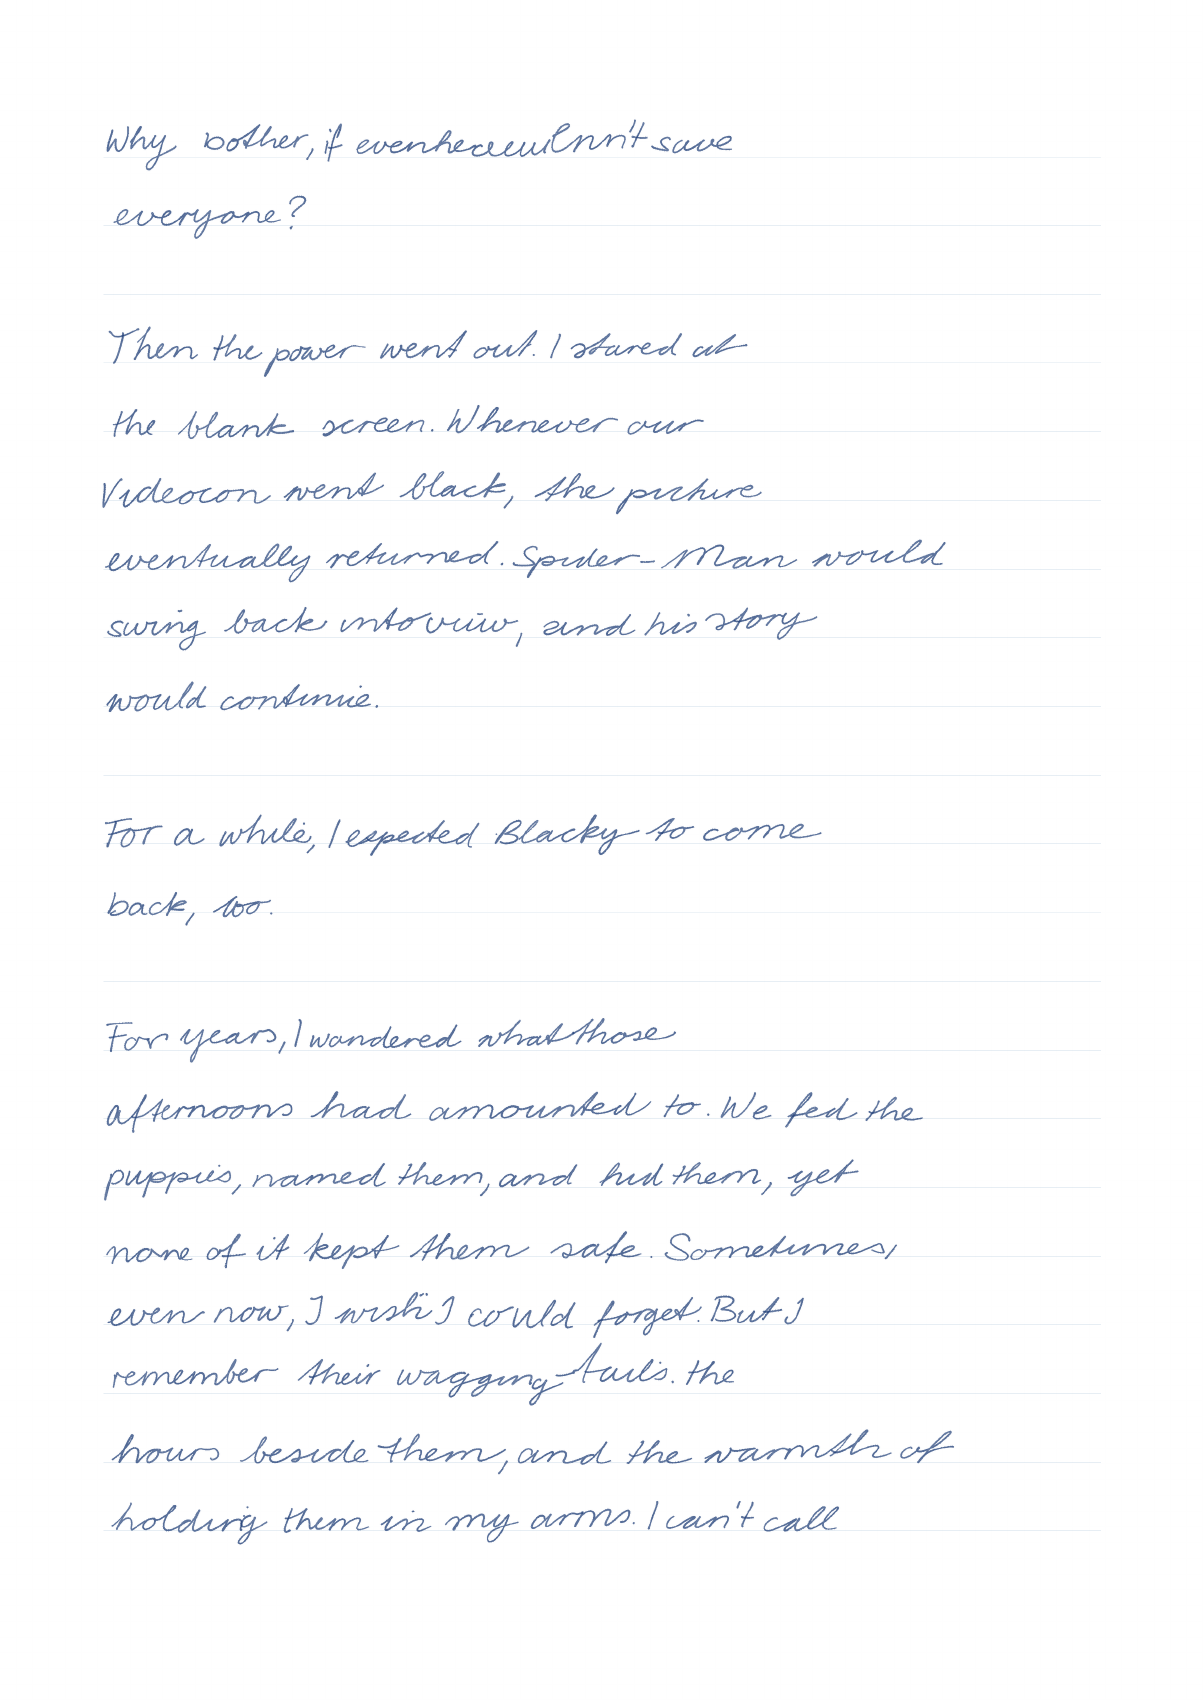 Why bother, if even couldn't save
everyone?
Then the power went out. I stared at
the blank screen. Whenever our
Videocon went black, the picture
eventually returned. Spider-Man would
swing back into view, and his story
would continue.
For a while, I expected Blacky to come
back, too.
For years, I wondered what those
afternoons had amounted to. We fed the
puppies, named them, and hid them, yet
none of it kept them safe. Sometimes,
even now, I wish I could forget. But I
remember their wagging tails. the
hours beside them, and the warmth of
holding them in my arms. I can't call